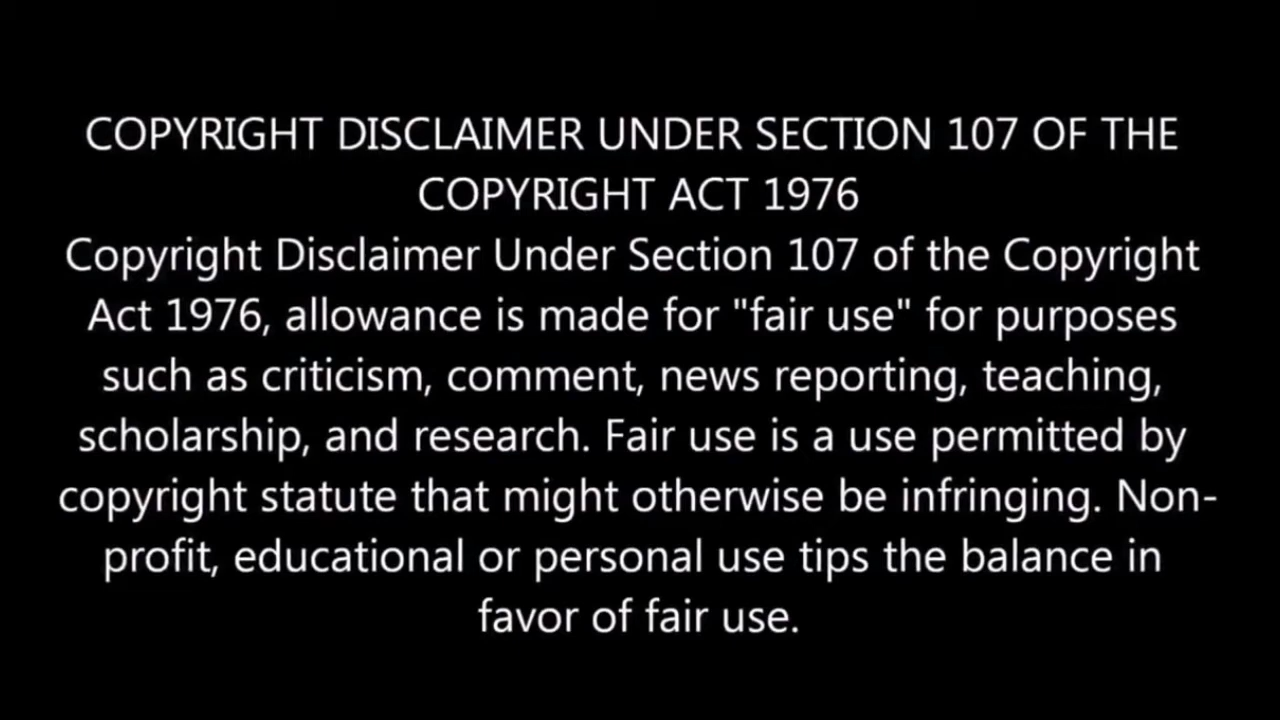 COPYRIGHT DISCLAIMER UNDER SECTION 107 OF THE
COPYRIGHT ACT 1976
Copyright Disclaimer Under Section 107 of the Copyright
Act 1976, allowance is made for "fair use" for purposes
such as criticism, comment, news reporting, teaching,
scholarship, and research. Fair use is a use permitted by
copyright statute that might otherwise be infringing. Non-
profit, educational or personal use tips the balance in
favor of fair use.